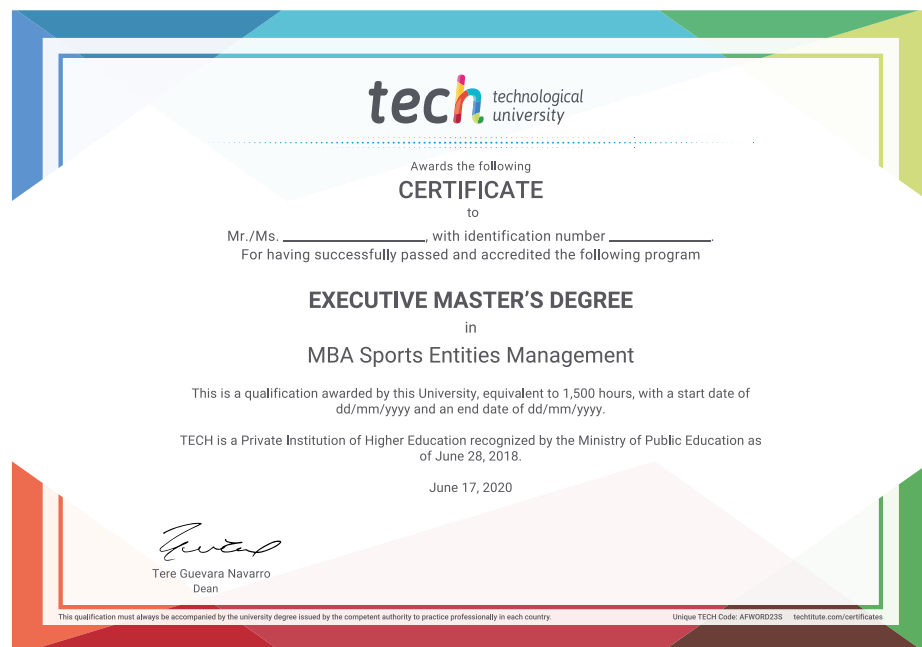 tech technological
university
Awards the following
CERTIFICATE
to
Mr./Ms. ____________, with identification number ____________.
For having successfully passed and accredited the following program
EXECUTIVE MASTER'S DEGREE
in
MBA Sports Entities Management
This is a qualification awarded by this University, equivalent to 1,500 hours, with a start date of
dd/mm/yyyy and an end date of dd/mm/yyyy.
TECH is a Private Institution of Higher Education recognized by the Ministry of Public Education as
of June 28, 2018.
June 17, 2020
Tere Guevara Navarro
Dean
This qualification must always be accompanied by the university degree issued by the competent authority to practice professionally in each country. Unique TECH Code: AFWORD23S techtitute.com/certificates